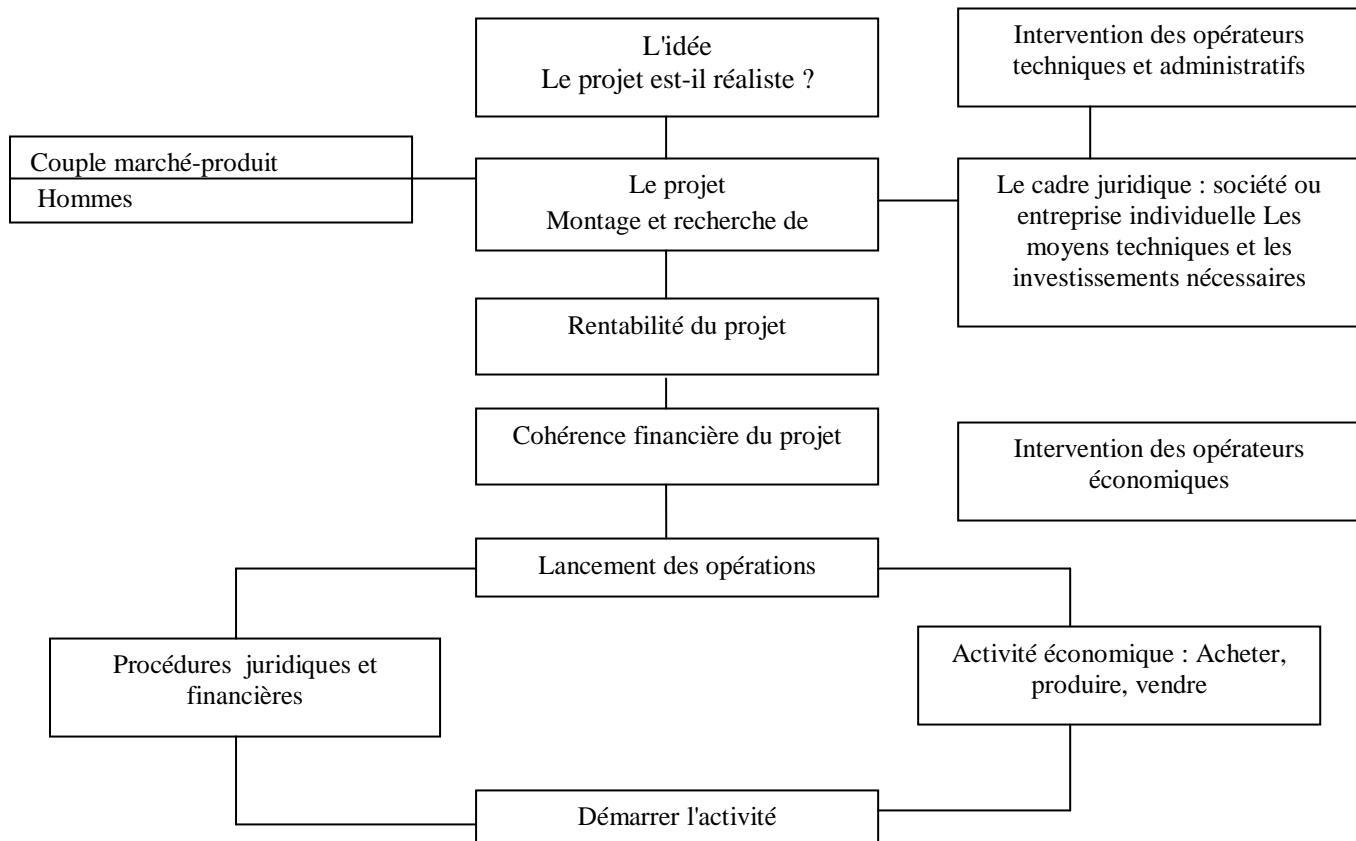 L'idée
Le projet est-il réaliste ?
Intervention des opérateurs
techniques et administratifs
Couple marché-produit
Hommes
Le projet
Montage et recherche de
Le cadre juridique : société ou
entreprise individuelle Les
moyens techniques et les
investissements nécessaires
Rentabilité du projet
Cohérence financière du projet
Intervention des opérateurs
économiques
Lancement des opérations
Procédures  juridiques et
financières
Activité économique : Acheter,
produire, vendre
Démarrer l'activité